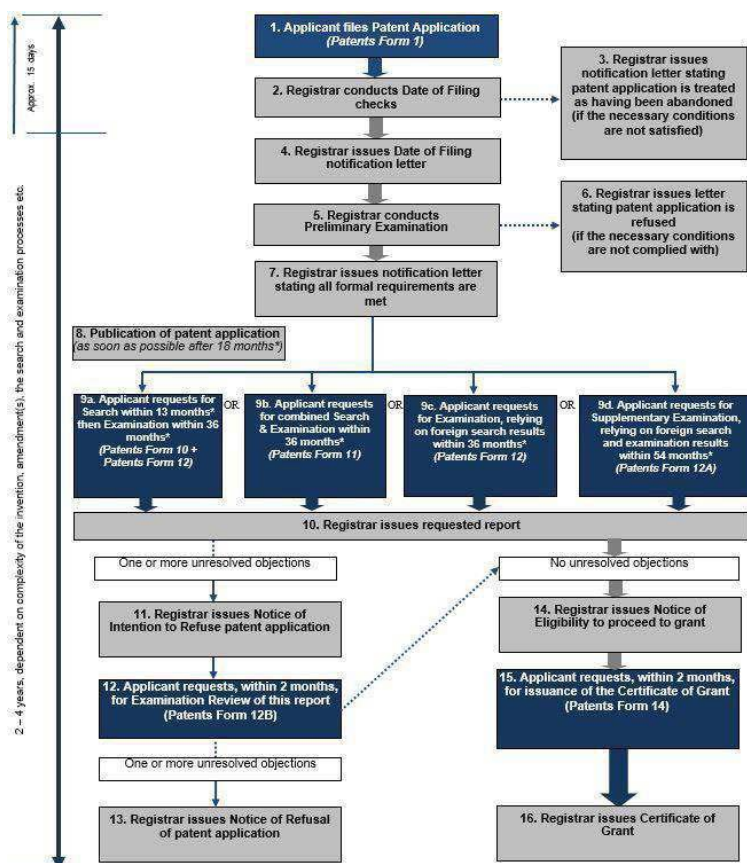 1. Applicant files Patent Application
(Patents Form 1)
Approx. 15 days
2. Registrar conducts Date of Filing
checks
3. Registrar issues
notification letter stating
patent application is treated
as having been abandoned
(if the necessary conditions
are not satisfied)
4. Registrar issues Date of Filing
notification letter
5. Registrar conducts
Preliminary Examination
6. Registrar issues letter
stating patent application is
refused
(if the necessary conditions
are not complied with)
7. Registrar issues notification letter
stating all formal requirements are
met
2 – 4 years, dependent on complexity of the invention, amendment(s), the search and examination processes etc.
8. Publication of patent application
(as soon as possible after 18 months*)
9a. Applicant requests for
Search within 13 months*
then Examination within 36
months*
(Patents Form 10 +
Patents Form 12)
OR
9b. Applicant requests
for combined Search
& Examination within
36 months*
(Patents Form 11)
OR
9c. Applicant requests
for Examination, relying
on foreign search results
within 36 months*
(Patents Form 12)
OR
9d. Applicant requests for
Supplementary Examination,
relying on foreign search
and examination results
within 54 months*
(Patents Form 12A)
10. Registrar issues requested report
One or more unresolved objections
No unresolved objections
11. Registrar issues Notice of
Intention to Refuse patent application
14. Registrar issues Notice of
Eligibility to proceed to grant
12. Applicant requests, within 2 months,
for Examination Review of this report
(Patents Form 12B)
15. Applicant requests, within 2 months,
for issuance of the Certificate of Grant
(Patents Form 14)
One or more unresolved objections
13. Registrar issues Notice of Refusal
of patent application
16. Registrar issues Certificate of
Grant